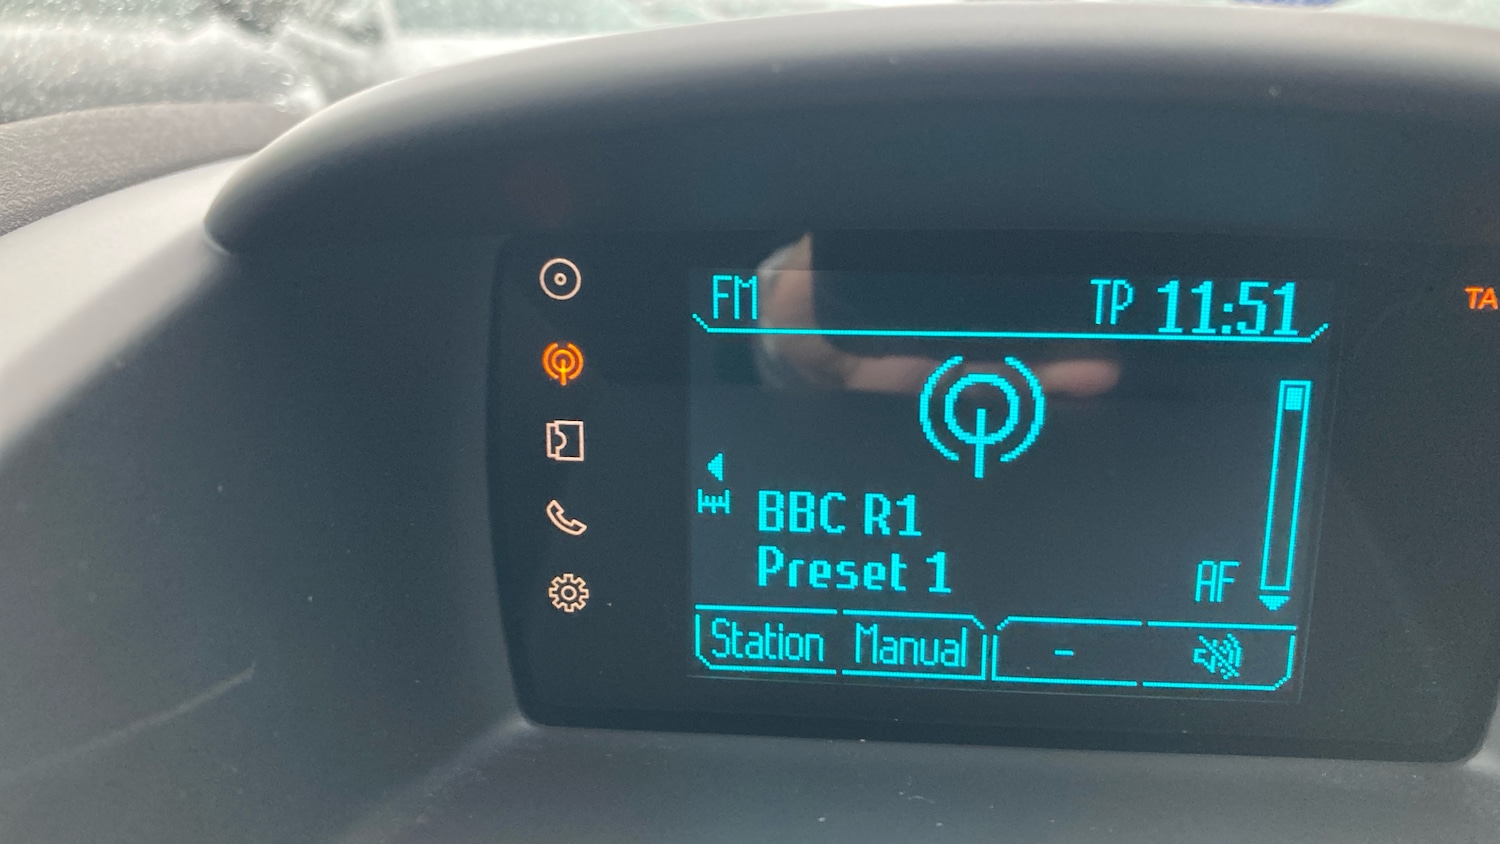 FM TP 11:51
TA
BBC R1
Preset 1
AF
Station Manual -